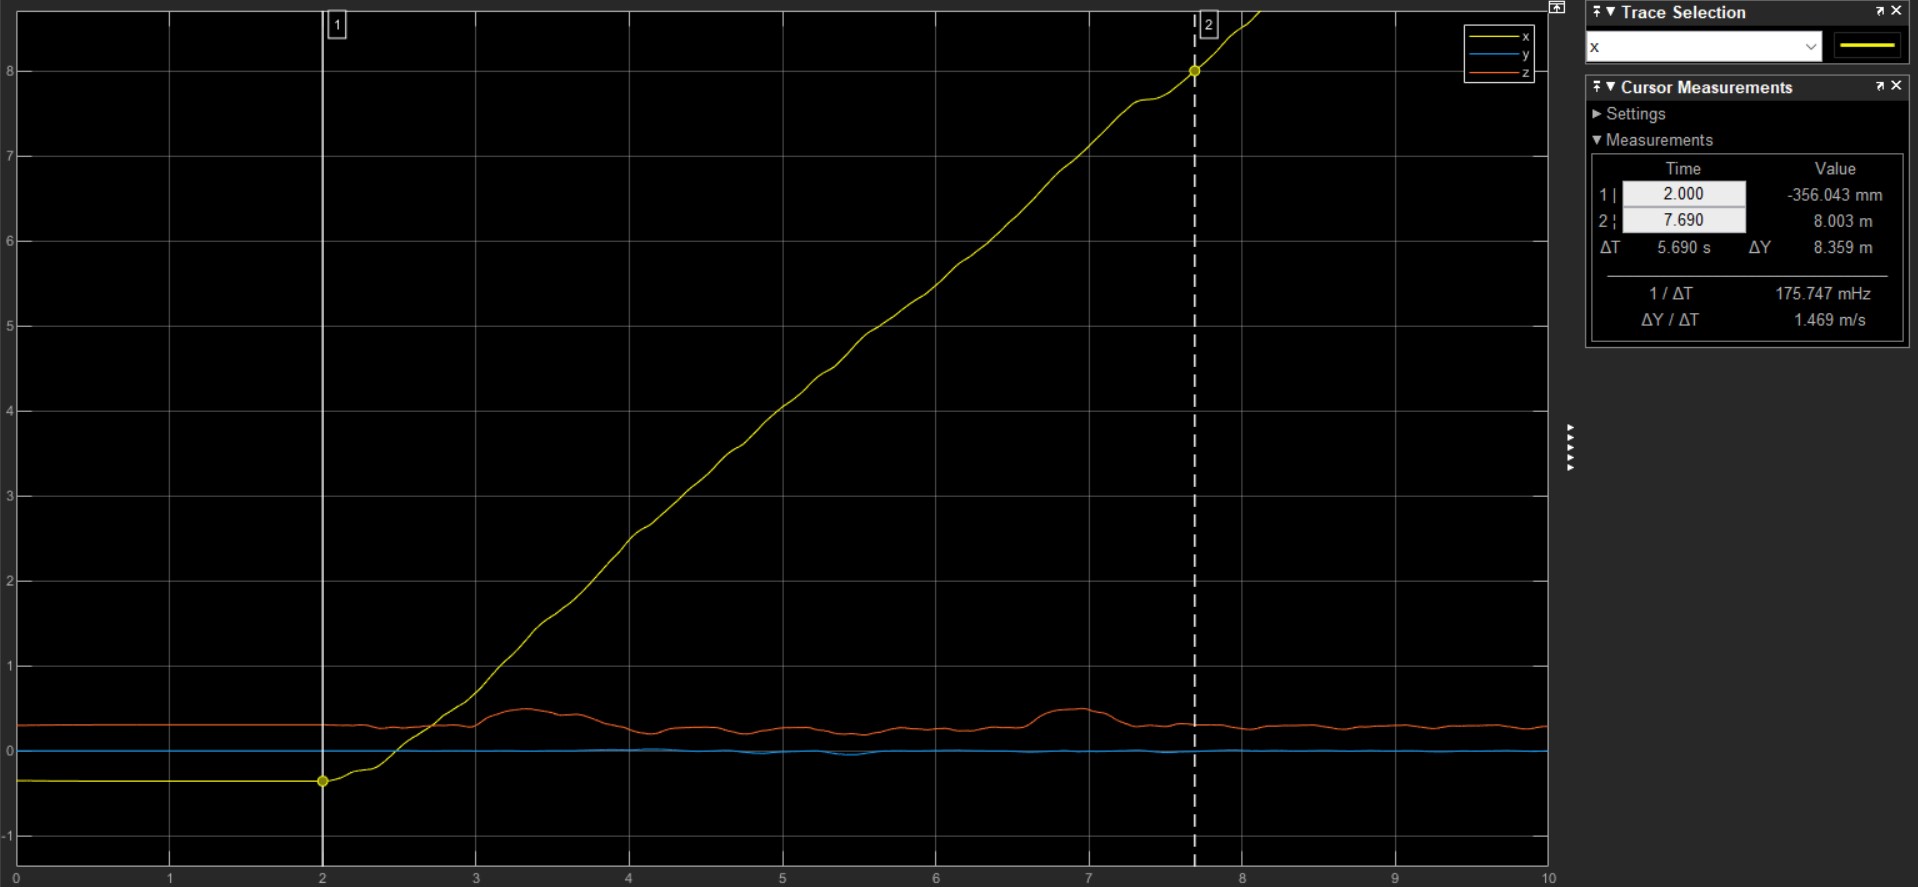 1
2
x
y
z
8
7
6
5
4
3
2
1
0
-1
0 1 2 3 4 5 6 7 8 9 10
Trace Selection
x
Cursor Measurements
Settings
Measurements
Time Value
1 | 2.000 -356.043 mm
2 ¦ 7.690 8.003 m
ΔT 5.690 s ΔY 8.359 m
1 / ΔT 175.747 mHz
ΔY / ΔT 1.469 m/s